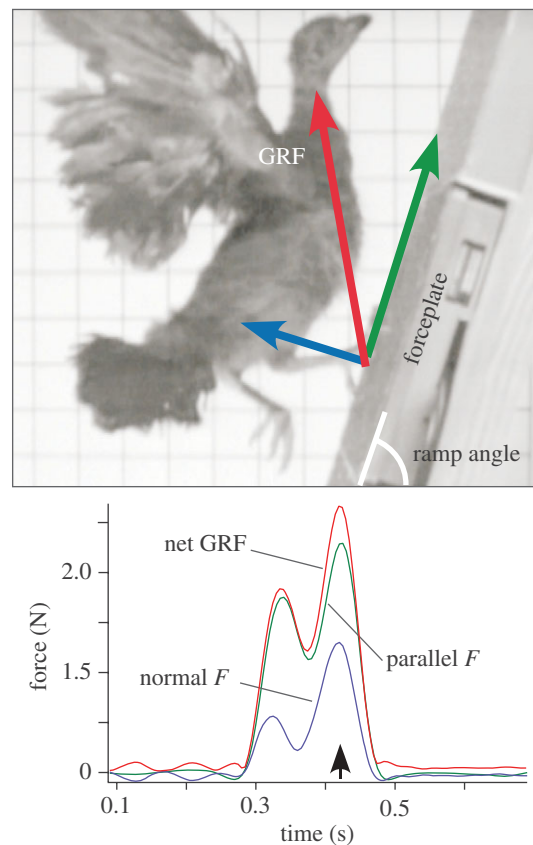 GRF
forceplate
ramp angle
net GRF
parallel F
normal F
force (N)
2.0
1.5
0
0.1
0.3
0.5
time (s)